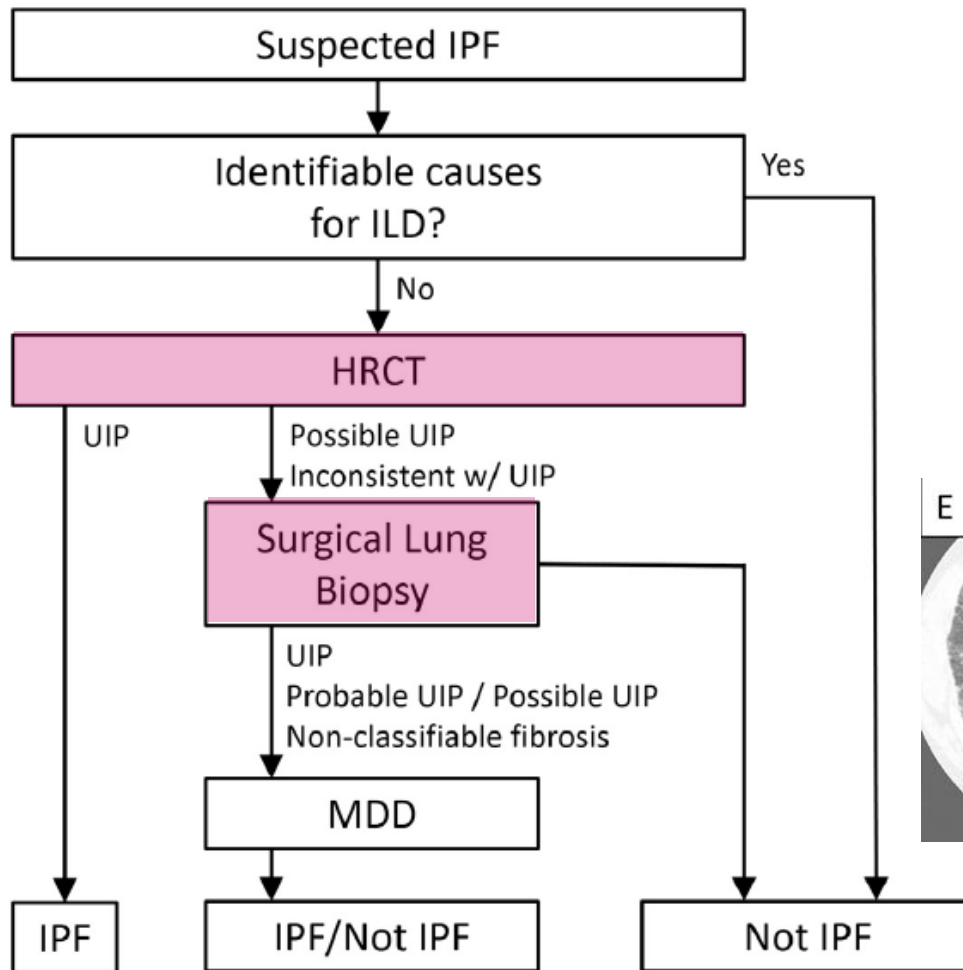 Suspected IPF
Identifiable causes
for ILD?
Yes
No
HRCT
UIP
Possible UIP
Inconsistent w/ UIP
Surgical Lung
Biopsy
E
UIP
Probable UIP / Possible UIP
Non-classifiable fibrosis
MDD
IPF
IPF/Not IPF
Not IPF